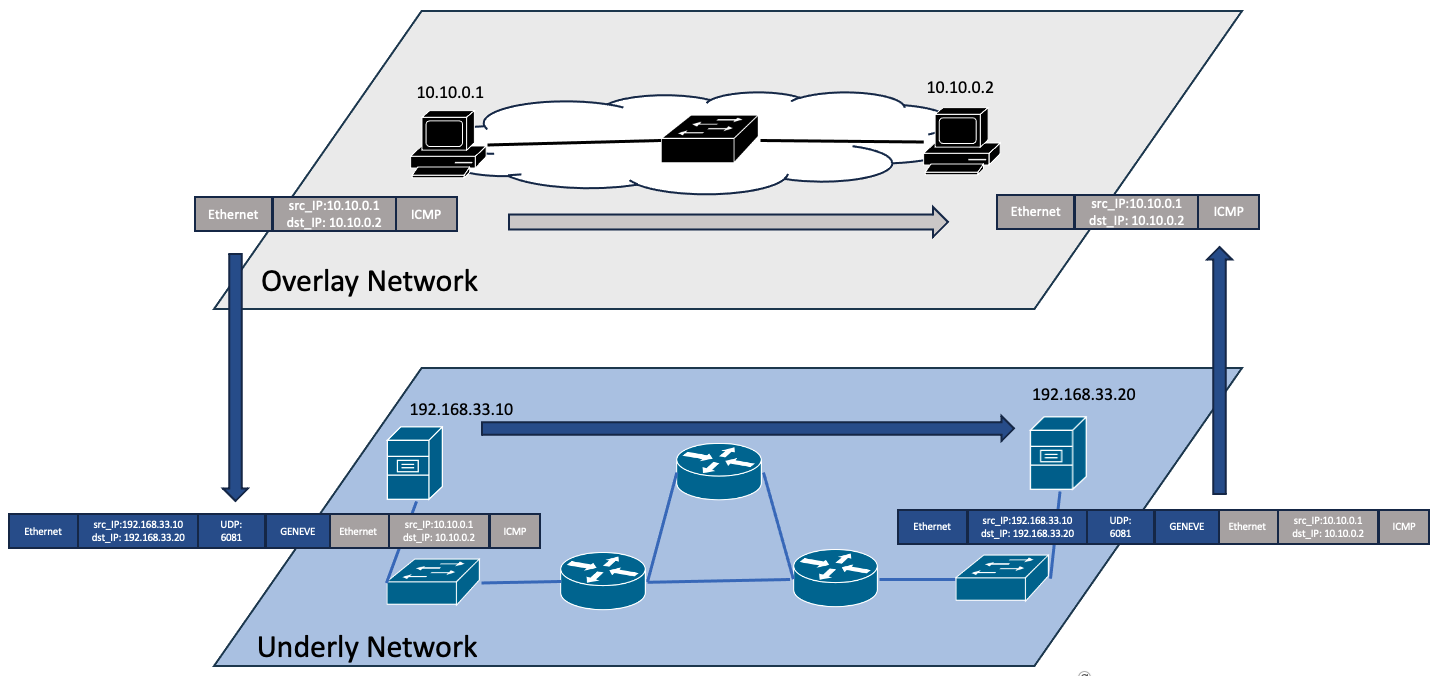 10.10.0.1
10.10.0.2
Ethernet
src_IP:10.10.0.1
dst_IP: 10.10.0.2
ICMP
Ethernet
src_IP:10.10.0.1
dst_IP: 10.10.0.2
ICMP
Overlay Network
192.168.33.10
192.168.33.20
Ethernet
src_IP:192.168.33.10
dst_IP: 192.168.33.20
UDP:
6081
GENEVE
Ethernet
src_IP:10.10.0.1
dst_IP: 10.10.0.2
ICMP
Ethernet
src_IP:192.168.33.10
dst_IP: 192.168.33.20
UDP:
6081
GENEVE
Ethernet
src_IP:10.10.0.1
dst_IP: 10.10.0.2
ICMP
Underly Network